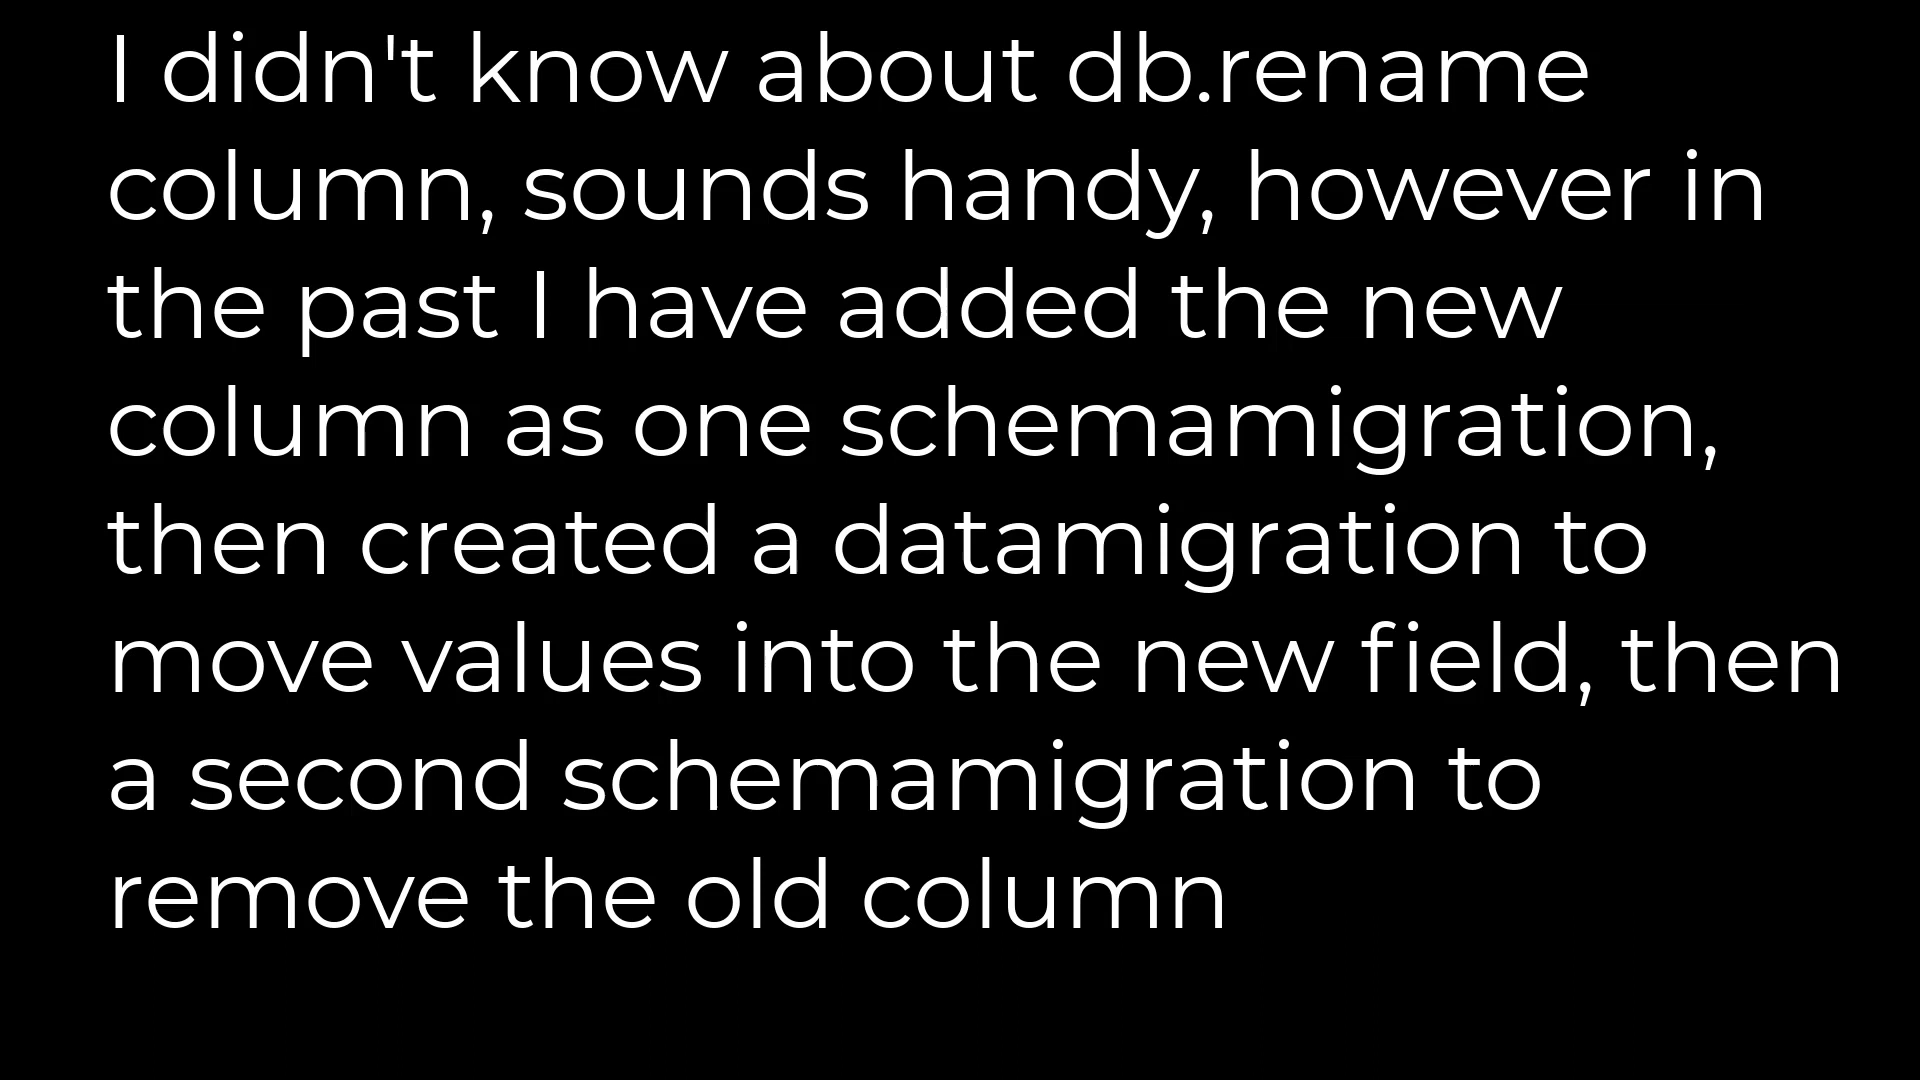 I didn't know about db.rename
column, sounds handy, however in
the past I have added the new
column as one schemamigration,
then created a datamigration to
move values into the new field, then
a second schemamigration to
remove the old column